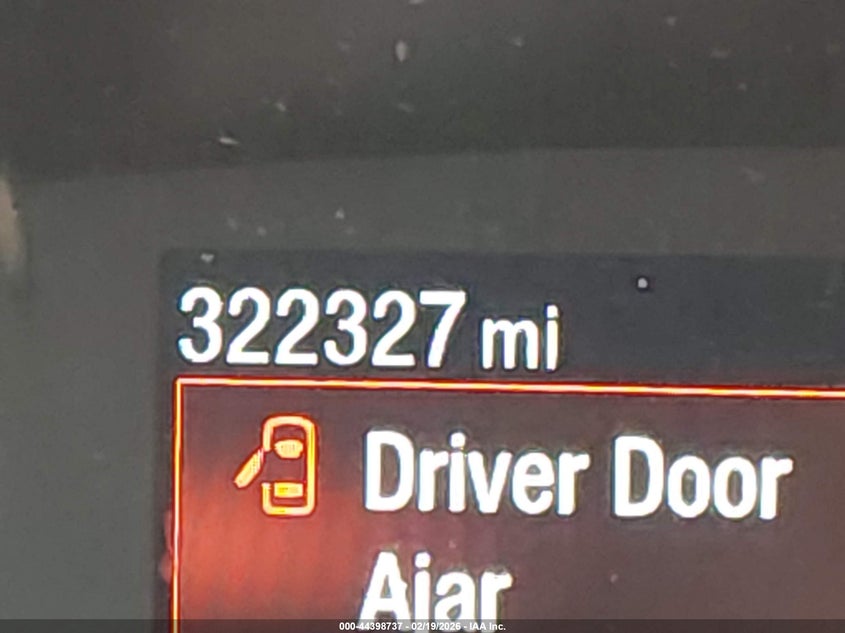 322327 mi
Driver Door
Ajar
000-44398737 - 02/19/2026 - IAA Inc.